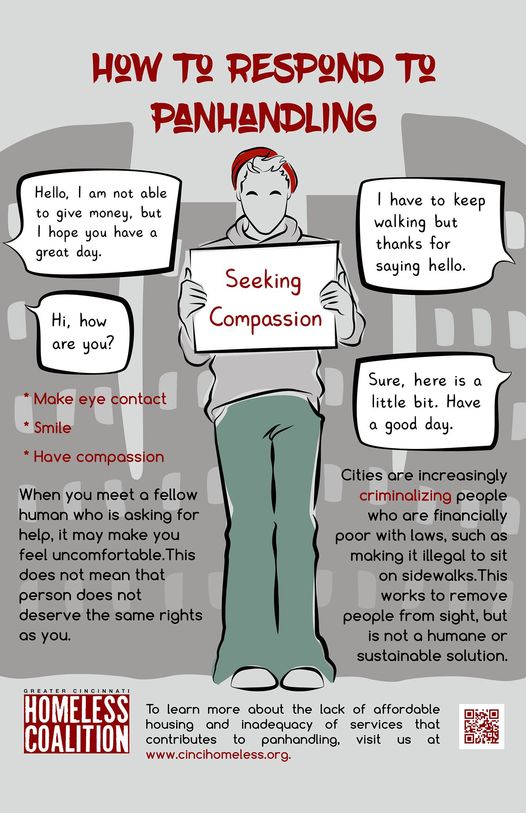 HOW TO RESPOND TO
PANHANDLING
Hello, I am not able
to give money, but
I hope you have a
great day.
I have to keep
walking but
thanks for
saying hello.
Seeking
Compassion
Hi, how
are you?
Sure, here is a
little bit. Have
a good day.
* Make eye contact
* Smile
* Have compassion
When you meet a fellow
human who is asking for
help, it may make you
feel uncomfortable.This
does not mean that
person does not
deserve the same rights
as you.
Cities are increasingly
criminalizing people
who are financially
poor with laws, such as
making it illegal to sit
on sidewalks.This
works to remove
people from sight, but
is not a humane or
sustainable solution.
GREATER CINCINNATI
HOMELESS
COALITION
To learn more about the lack of affordable
housing and inadequacy of services that
contributes to panhandling, visit us at
www.cincihomeless.org.